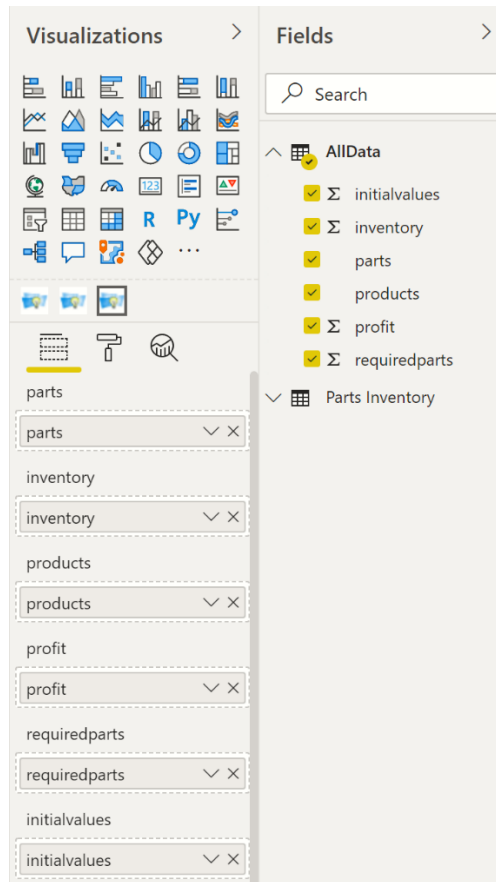 Visualizations
123
R
Py
parts
parts
inventory
inventory
products
products
profit
profit
requiredparts
requiredparts
initialvalues
initialvalues
Fields
Search
AllData
Σ initialvalues
Σ inventory
parts
products
Σ profit
Σ requiredparts
Parts Inventory